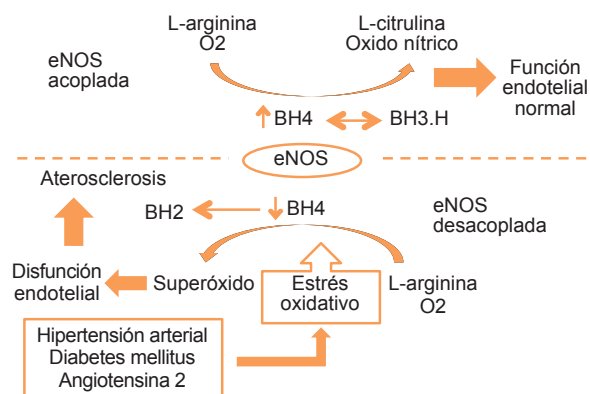 L-arginina
O2
L-citrulina
Oxido nítrico
eNOS
acoplada
Función
endotelial
normal
BH4
BH3.H
eNOS
Aterosclerosis
BH2
BH4
eNOS
desacoplada
Disfunción
endotelial
Superóxido
Estrés
oxidativo
L-arginina
O2
Hipertensión arterial
Diabetes mellitus
Angiotensina 2